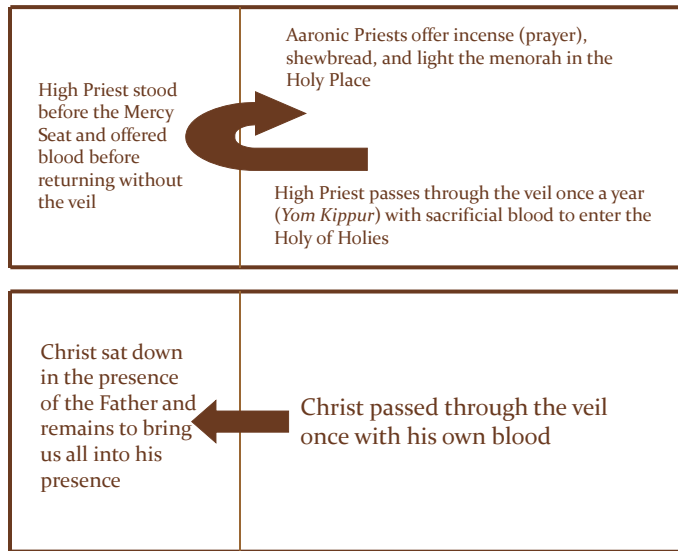 Aaronic Priests offer incense (prayer),
shewbread, and light the menorah in the
Holy Place
High Priest stood
before the Mercy
Seat and offered
blood before
returning without
the veil
High Priest passes through the veil once a year
(Yom Kippur) with sacrificial blood to enter the
Holy of Holies
Christ sat down
in the presence
of the Father and
remains to bring
us all into his
presence
Christ passed through the veil
once with his own blood